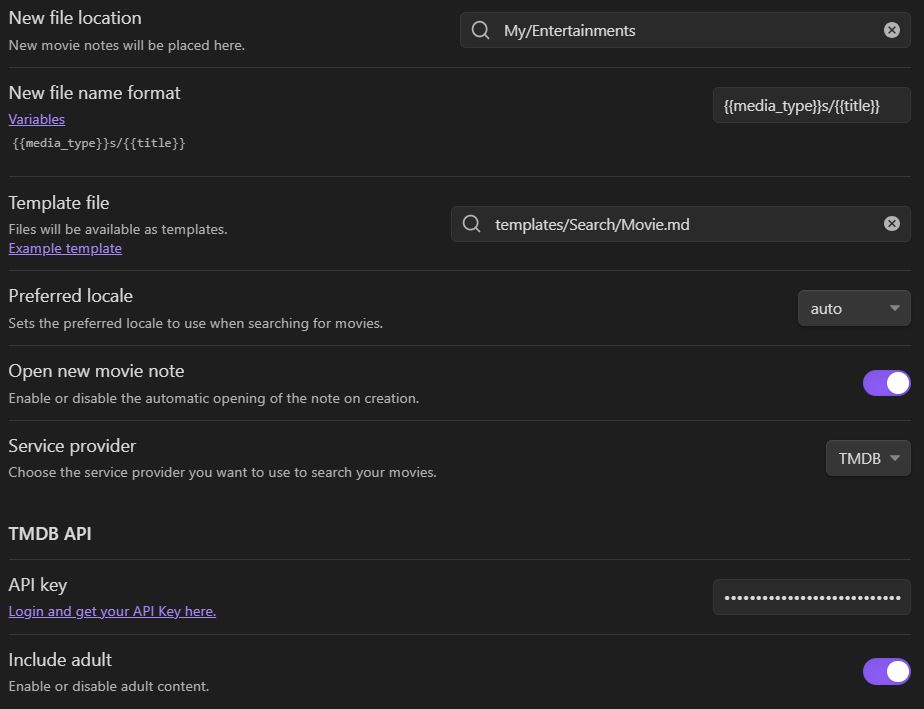 New file location
New movie notes will be placed here.
My/Entertainments
New file name format
Variables
{{media_type}}s/{{title}}
{{media_type}}s/{{title}}
Template file
Files will be available as templates.
Example template
templates/Search/Movie.md
Preferred locale
Sets the preferred locale to use when searching for movies.
auto
Open new movie note
Enable or disable the automatic opening of the note on creation.
Service provider
Choose the service provider you want to use to search your movies.
TMDB
TMDB API
API key
Login and get your API Key here.
Include adult
Enable or disable adult content.